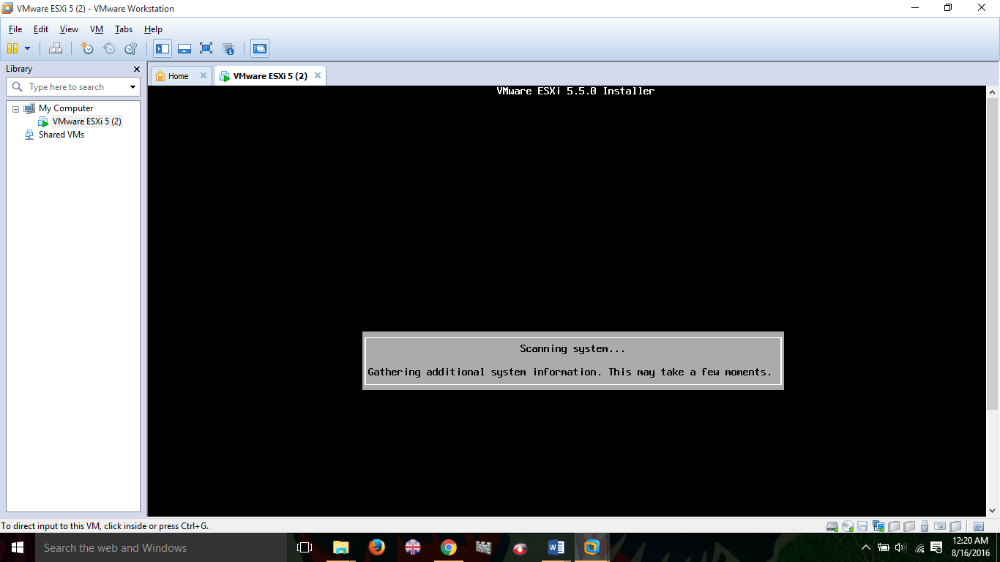 VMware ESXi 5 (2) - VMware Workstation
File Edit View VM Tabs Help
Library
Type here to search
My Computer
VMware ESXi 5 (2)
Shared VMs
Home
VMware ESXi 5 (2)
VMware ESXi 5.5.0 Installer
Scanning system...
Gathering additional system information. This may take a few moments.
To direct input to this VM, click inside or press Ctrl+G.
Search the web and Windows
12:20 AM
8/16/2016